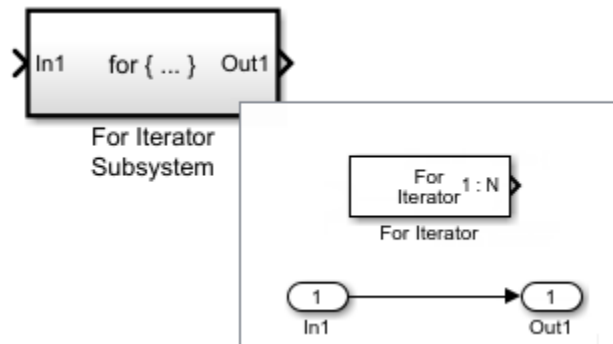 In1 for { ... } Out1
For Iterator
Subsystem
For
Iterator 1 : N
For Iterator
1 1
In1 Out1